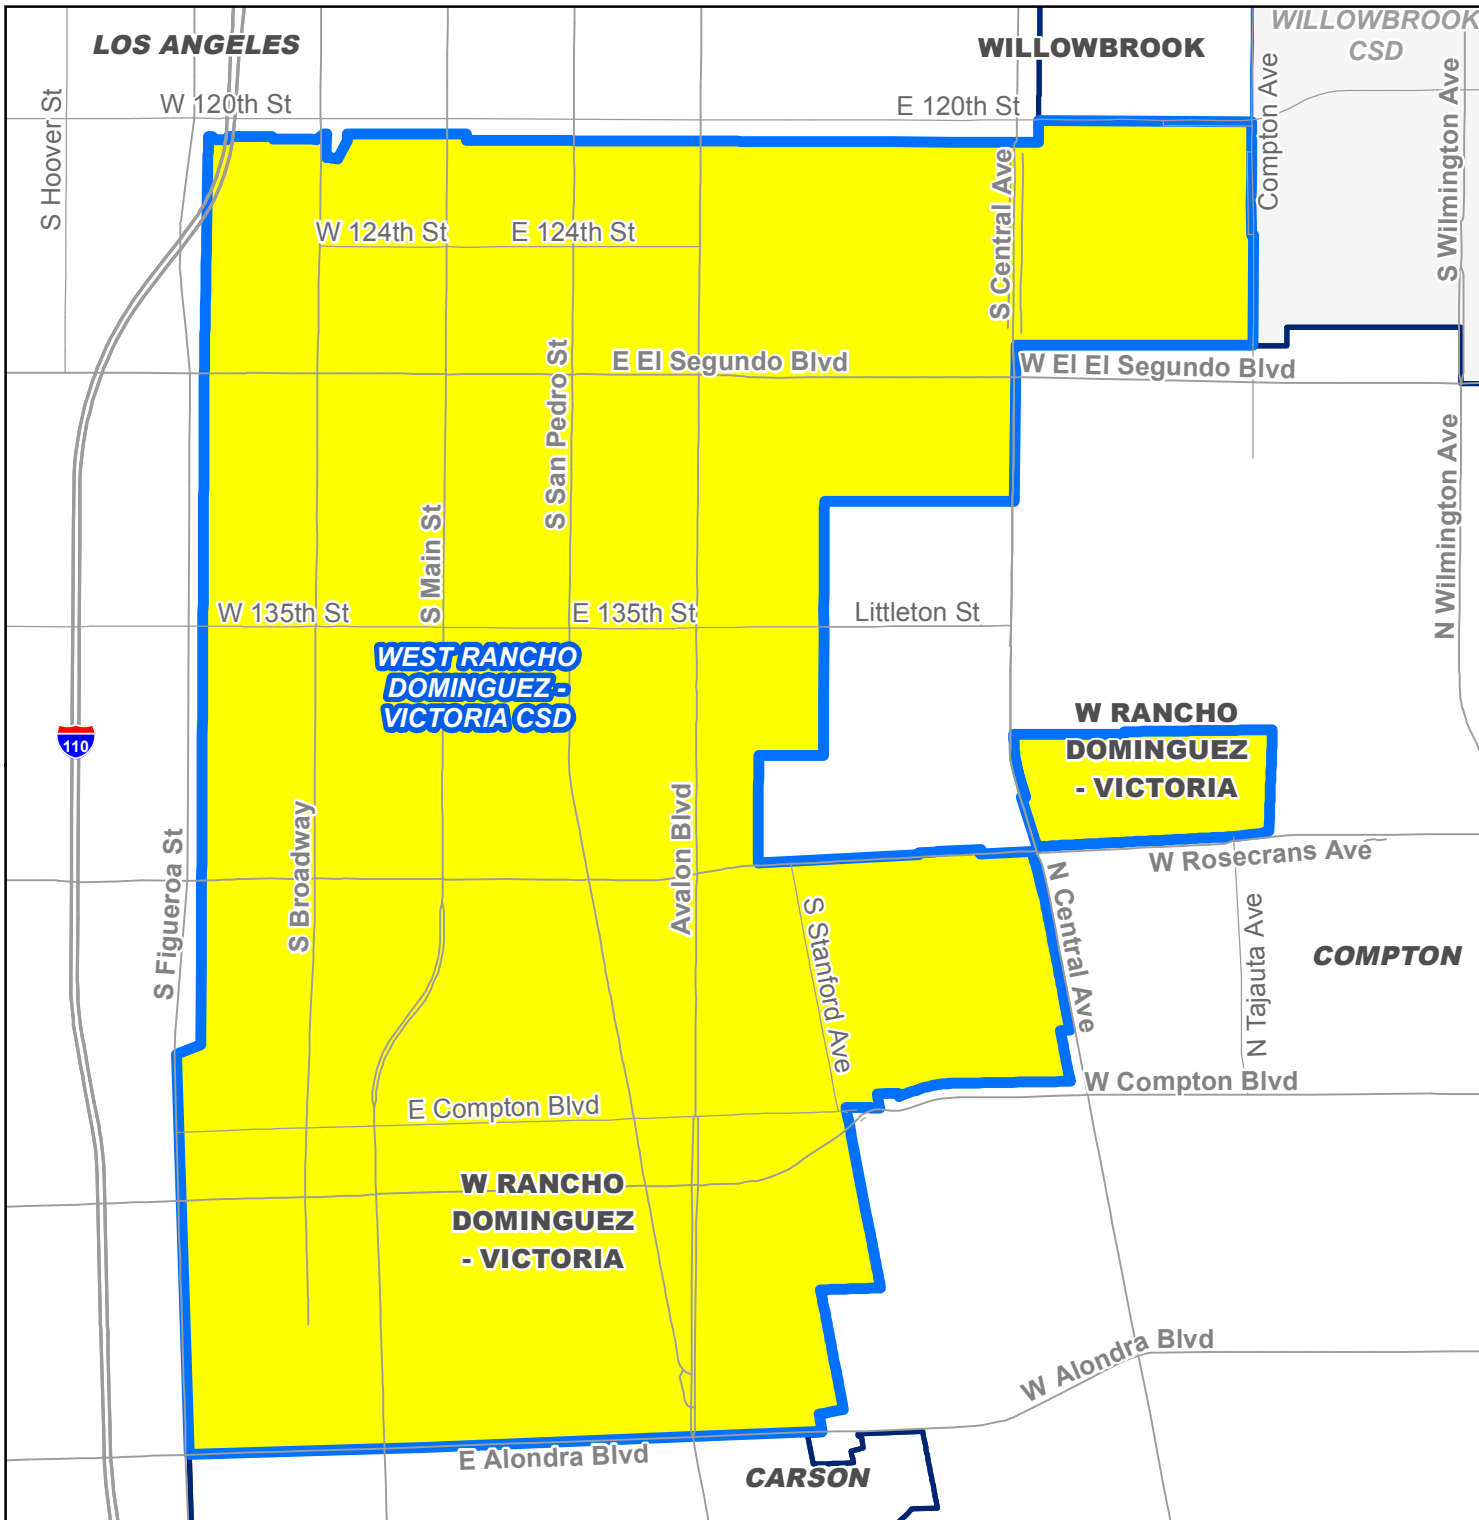 LOS ANGELES
WILLOWBROOK
WILLOWBROOK
CSD
W 120th St
E 120th St
S Hoover St
Compton Ave
S Wilmington Ave
S Central Ave
W 124th St
E 124th St
E El Segundo Blvd
W El El Segundo Blvd
S San Pedro St
S Main St
N Wilmington Ave
W 135th St
E 135th St
Littleton St
WEST RANCHO
DOMINGUEZ -
VICTORIA CSD
110
W RANCHO
DOMINGUEZ
- VICTORIA
S Figueroa St
S Broadway
Avalon Blvd
W Rosecrans Ave
S Stanford Ave
N Central Ave
N Tajauta Ave
COMPTON
W Compton Blvd
E Compton Blvd
W RANCHO
DOMINGUEZ
- VICTORIA
W Alondra Blvd
E Alondra Blvd
CARSON